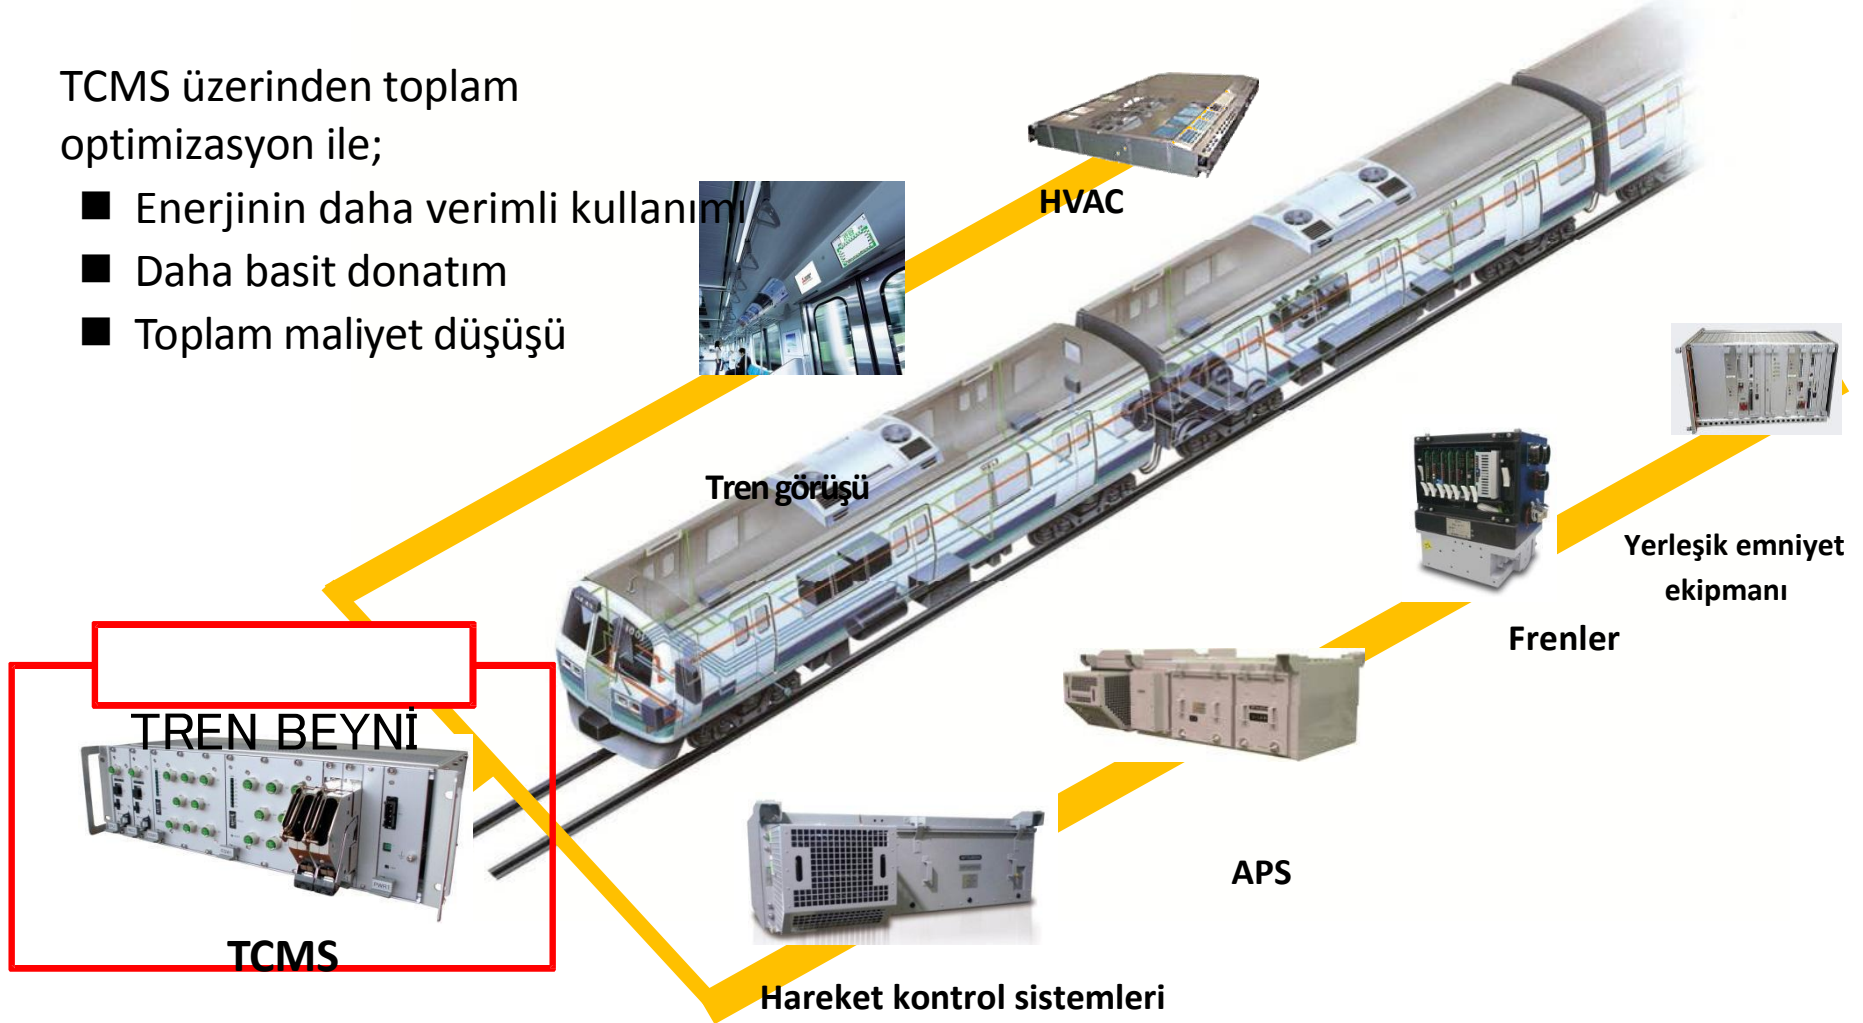 TCMS üzerinden toplam
optimizasyon ile;
■ Enerjinin daha verimli kullanımı
■ Daha basit donatım
■ Toplam maliyet düşüşü
HVAC
Tren görüşü
Yerleşik emniyet
ekipmanı
Frenler
TREN BEYNİ
APS
TCMS
Hareket kontrol sistemleri